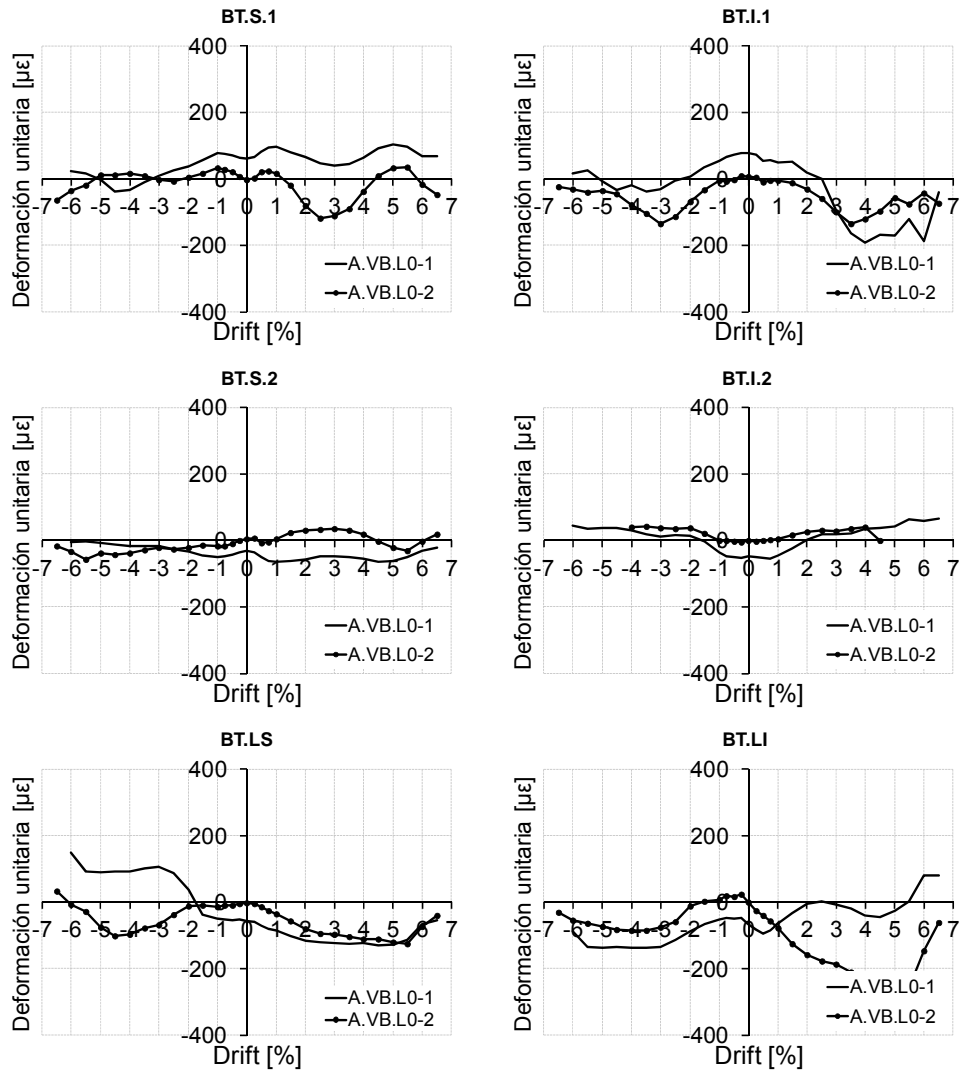 BT.S.1
Deformación unitaria [με]
400
200
0
-200
-400
-7 -6 -5 -4 -3 -2 -1 0 1 2 3 4 5 6 7
A.VB.L0-1
A.VB.L0-2
Drift [%]
BT.I.1
Deformación unitaria [με]
400
200
0
-200
-400
-7 -6 -5 -4 -3 -2 -1 0 1 2 3 4 5 6 7
A.VB.L0-1
A.VB.L0-2
Drift [%]
BT.S.2
Deformación unitaria [με]
400
200
0
-200
-400
-7 -6 -5 -4 -3 -2 -1 0 1 2 3 4 5 6 7
A.VB.L0-1
A.VB.L0-2
Drift [%]
BT.I.2
Deformación unitaria [με]
400
200
0
-200
-400
-7 -6 -5 -4 -3 -2 -1 0 1 2 3 4 5 6 7
A.VB.L0-1
A.VB.L0-2
Drift [%]
BT.LS
Deformación unitaria [με]
400
200
0
-200
-400
-7 -6 -5 -4 -3 -2 -1 0 1 2 3 4 5 6 7
A.VB.L0-1
A.VB.L0-2
Drift [%]
BT.LI
Deformación unitaria [με]
400
200
0
-200
-400
-7 -6 -5 -4 -3 -2 -1 0 1 2 3 4 5 6 7
A.VB.L0-1
A.VB.L0-2
Drift [%]